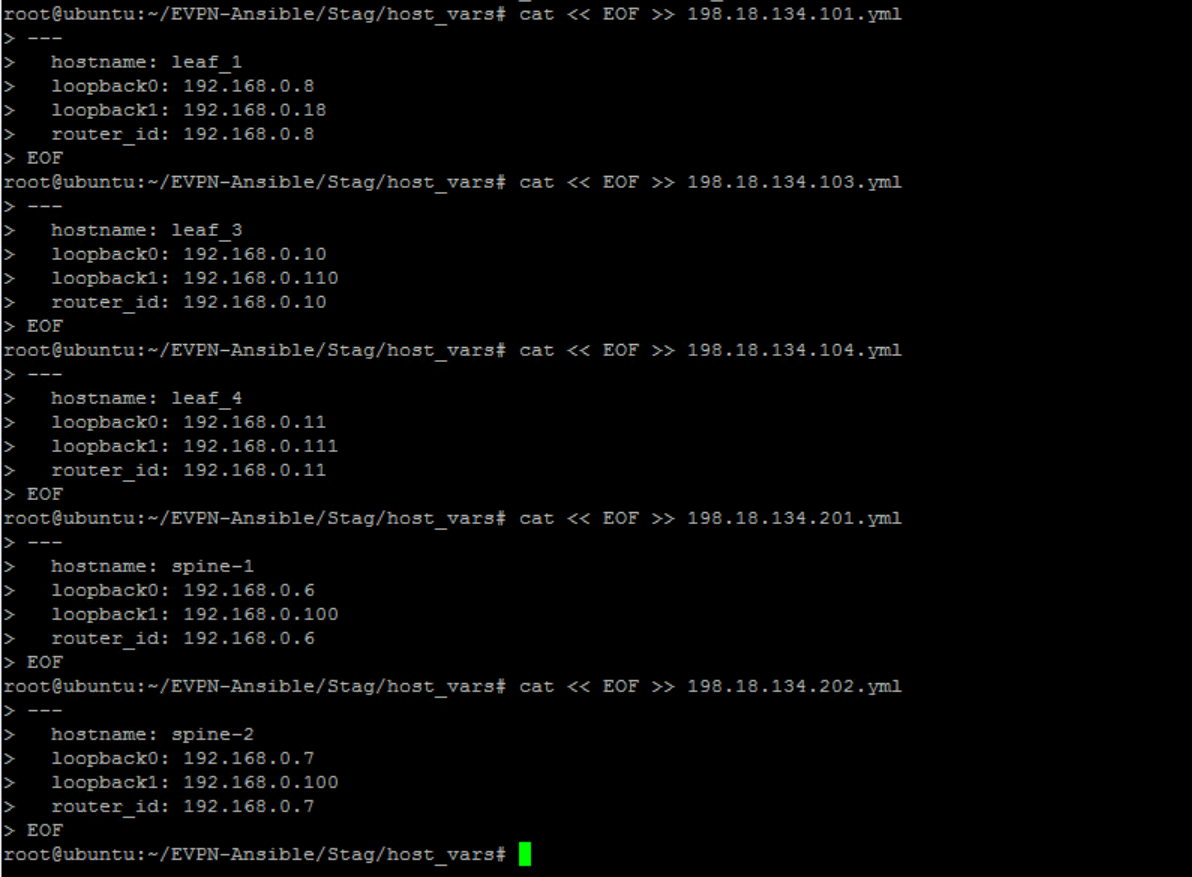 root@ubuntu:~/EVPN-Ansible/Stag/host_vars# cat << EOF >> 198.18.134.101.yml
> ---
>   hostname: leaf_1
>   loopback0: 192.168.0.8
>   loopback1: 192.168.0.18
>   router_id: 192.168.0.8
> EOF
root@ubuntu:~/EVPN-Ansible/Stag/host_vars# cat << EOF >> 198.18.134.103.yml
> ---
>   hostname: leaf_3
>   loopback0: 192.168.0.10
>   loopback1: 192.168.0.110
>   router_id: 192.168.0.10
> EOF
root@ubuntu:~/EVPN-Ansible/Stag/host_vars# cat << EOF >> 198.18.134.104.yml
> ---
>   hostname: leaf_4
>   loopback0: 192.168.0.11
>   loopback1: 192.168.0.111
>   router_id: 192.168.0.11
> EOF
root@ubuntu:~/EVPN-Ansible/Stag/host_vars# cat << EOF >> 198.18.134.201.yml
> ---
>   hostname: spine-1
>   loopback0: 192.168.0.6
>   loopback1: 192.168.0.100
>   router_id: 192.168.0.6
> EOF
root@ubuntu:~/EVPN-Ansible/Stag/host_vars# cat << EOF >> 198.18.134.202.yml
> ---
>   hostname: spine-2
>   loopback0: 192.168.0.7
>   loopback1: 192.168.0.100
>   router_id: 192.168.0.7
> EOF
root@ubuntu:~/EVPN-Ansible/Stag/host_vars#